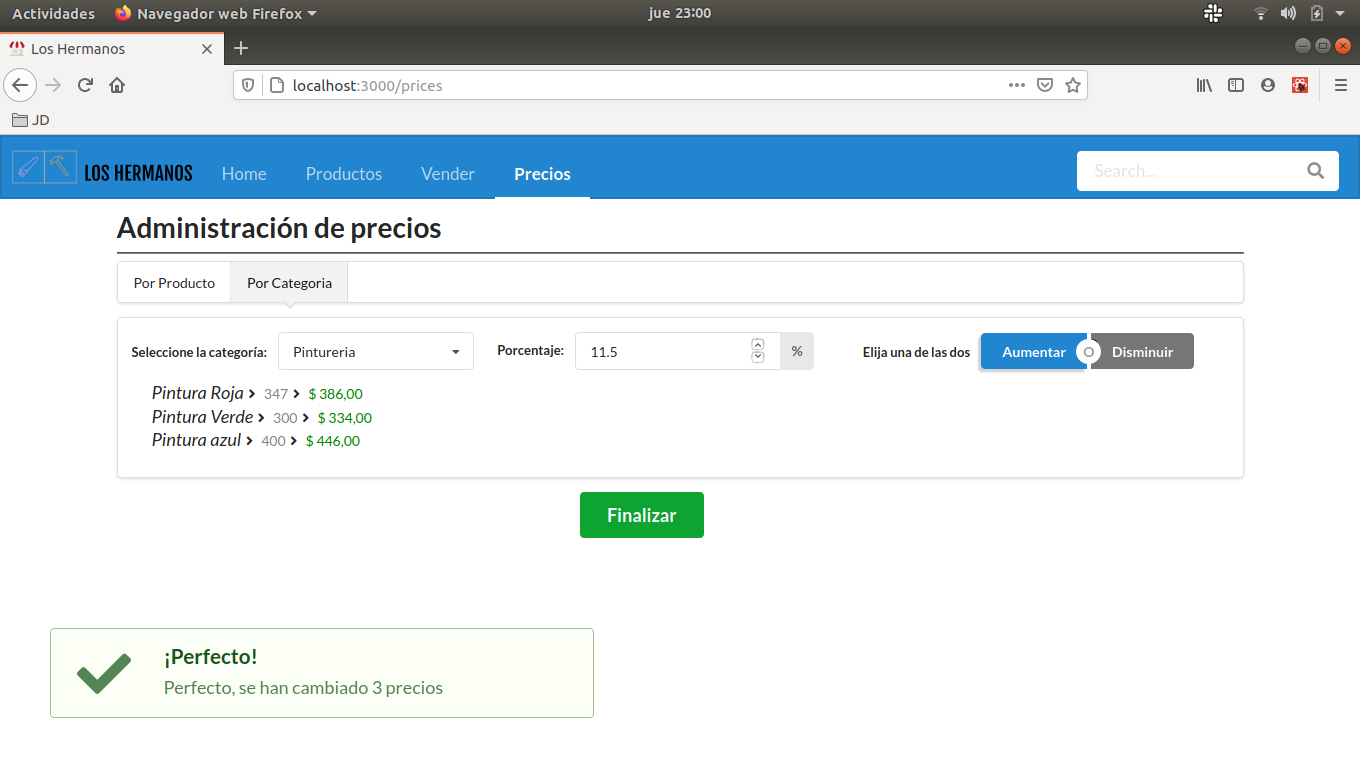 Actividades Navegador web Firefox jue 23:00
Los Hermanos
localhost:3000/prices
JD
LOS HERMANOS Home Productos Vender Precios Search...
Administración de precios
Por Producto Por Categoria
Seleccione la categoría: Pintureria Porcentaje: 11.5 % Elija una de las dos Aumentar O Disminuir
Pintura Roja 347 $ 386,00
Pintura Verde 300 $ 334,00
Pintura azul 400 $ 446,00
Finalizar
¡Perfecto!
Perfecto, se han cambiado 3 precios